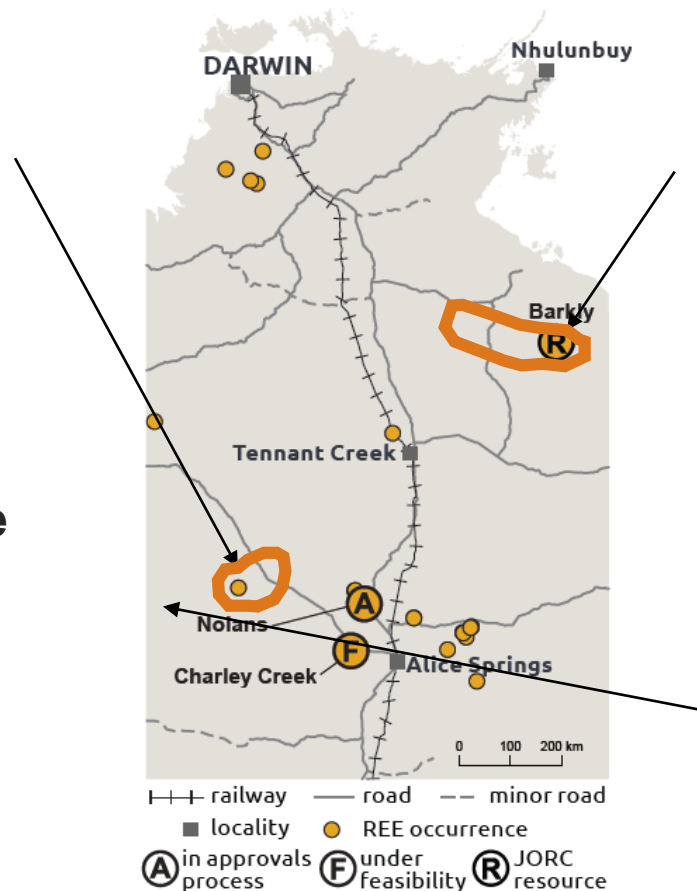 DARWIN
Nhulunbuy
Barkly
R
Tennant Creek
e
A
Nolans
F
Charley Creek
Alice Springs
0 100 200 km
railway road minor road
locality REE occurrence
A in approvals process F under feasibility R JORC resource